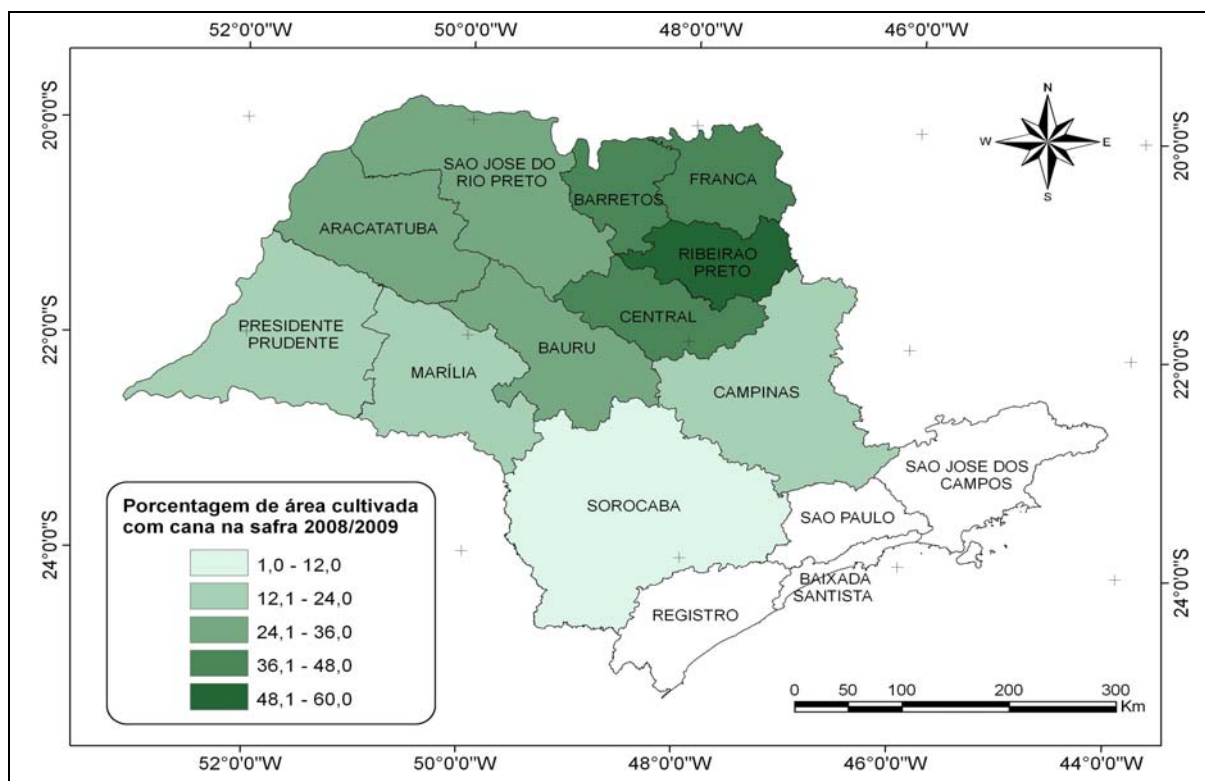 52°0'0"W
50°0'0"W
48°0'0"W
46°0'0"W
20°0'0"S
22°0'0"S
24°0'0"S
20°0'0"S
22°0'0"S
24°0'0"S
N
W
E
S
SAO JOSE DO
RIO PRETO
BARRETOS
FRANCA
ARACATATUBA
RIBEIRAO
PRETO
CENTRAL
PRESIDENTE
PRUDENTE
BAURU
MARÍLIA
CAMPINAS
SAO JOSE DOS
CAMPOS
SOROCABA
SAO PAULO
BAIXADA
SANTISTA
REGISTRO
Porcentagem de área cultivada
com cana na safra 2008/2009
1,0 - 12,0
12,1 - 24,0
24,1 - 36,0
36,1 - 48,0
48,1 - 60,0
0 50 100 200 300
Km
52°0'0"W
50°0'0"W
48°0'0"W
46°0'0"W
44°0'0"W